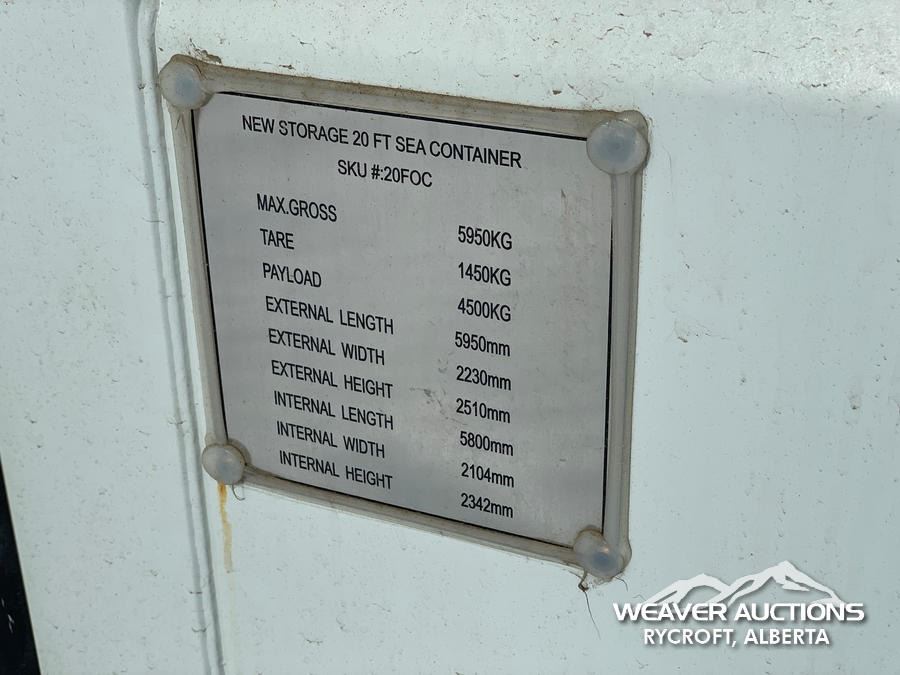 NEW STORAGE 20 FT SEA CONTAINER
SKU #:20FOC
MAX.GROSS 5950KG
TARE 1450KG
PAYLOAD 4500KG
EXTERNAL LENGTH 5950mm
EXTERNAL WIDTH 2230mm
EXTERNAL HEIGHT 2510mm
INTERNAL LENGTH 5800mm
INTERNAL WIDTH 2104mm
INTERNAL HEIGHT 2342mm
WEAVER AUCTIONS
RYCROFT, ALBERTA